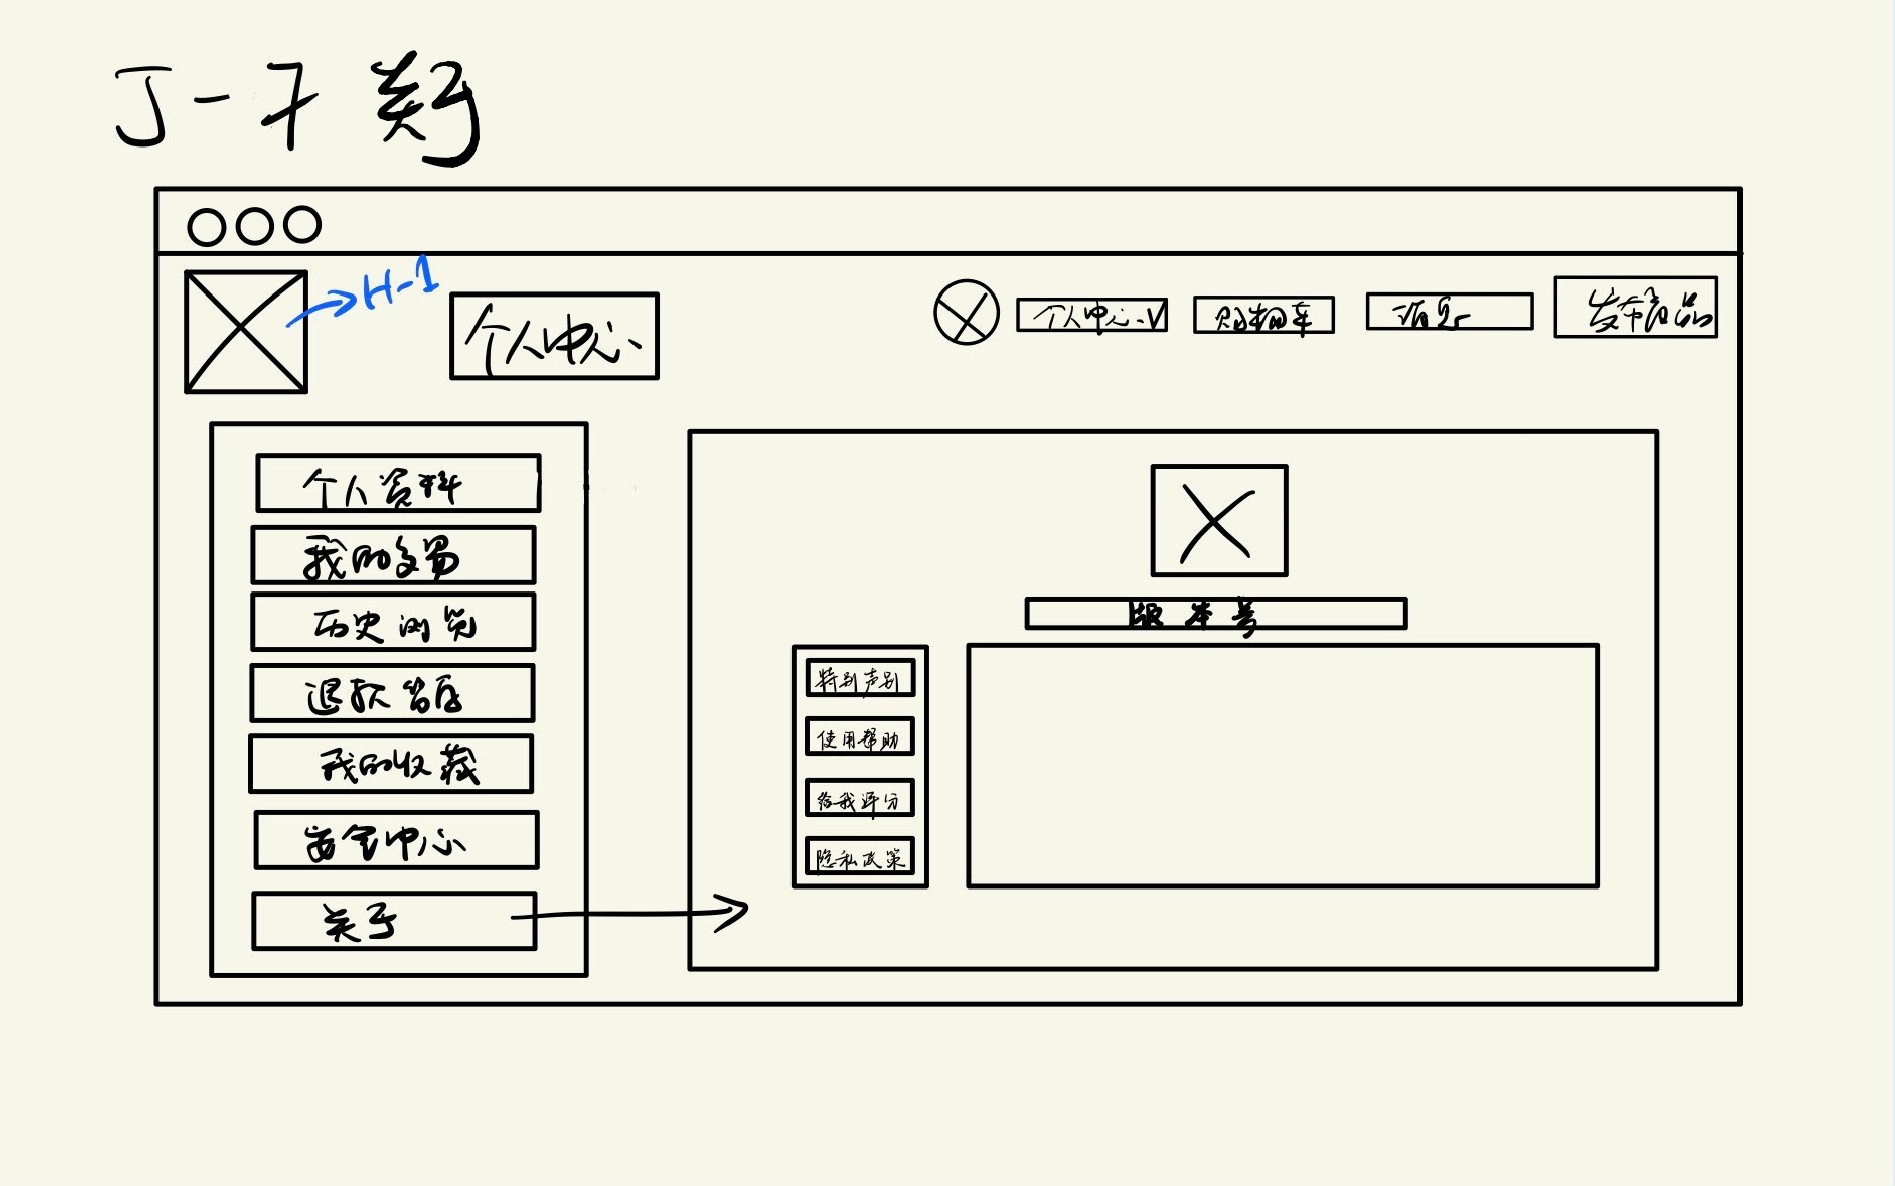 J-7 关于
H-1
个人中心
个人中心
购物车
消息
发布商品
个人资料
我的交易
历史浏览
退款售后
我的收藏
安全中心
关于
版本号
特别声明
使用帮助
给我评分
隐私政策